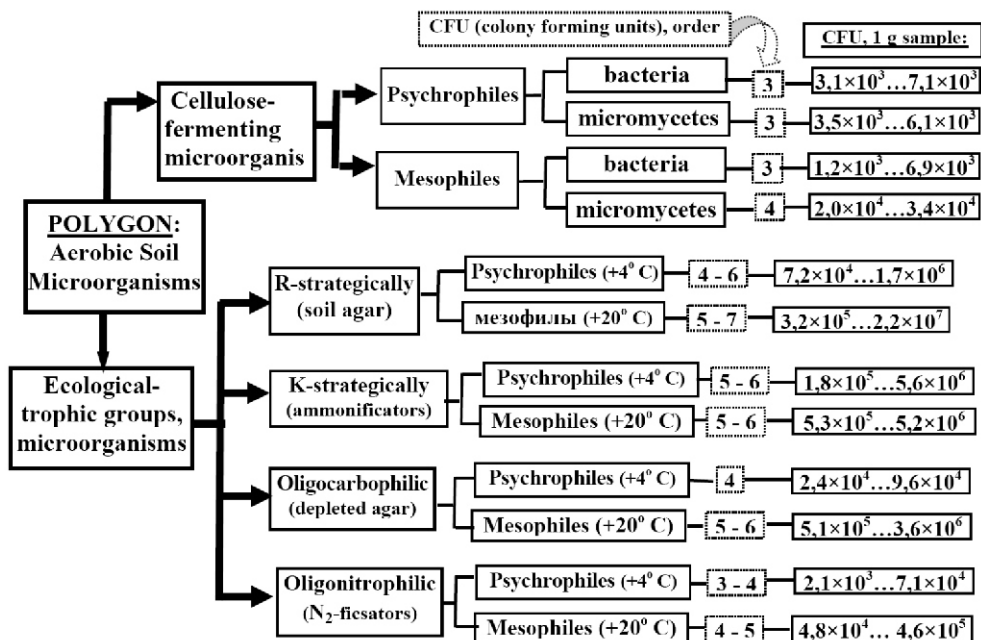 CFU (colony forming units), order
CFU, 1 g sample:
Cellulose-
fermenting
microorganis
Psychrophiles
bacteria
3
3,1×10³...7,1×10³
micromycetes
3
3,5×10³...6,1×10³
Mesophiles
bacteria
3
1,2×10³...6,9×10³
micromycetes
4
2,0×10⁴...3,4×10⁴
POLYGON:
Aerobic Soil
Microorganisms
Ecological-
trophic groups,
microorganisms
R-strategically
(soil agar)
Psychrophiles (+4° C)
4 - 6
7,2×10⁴...1,7×10⁶
мезофилы (+20° C)
5 - 7
3,2×10⁵...2,2×10⁷
K-strategically
(ammonificators)
Psychrophiles (+4° C)
5 - 6
1,8×10⁵...5,6×10⁶
Mesophiles (+20° C)
5 - 6
5,3×10⁵...5,2×10⁶
Oligocarbophilic
(depleted agar)
Psychrophiles (+4° C)
4
2,4×10⁴...9,6×10⁴
Mesophiles (+20° C)
5 - 6
5,1×10⁵...3,6×10⁶
Oligonitrophilic
(N₂-ficsators)
Psychrophiles (+4° C)
3 - 4
2,1×10³...7,1×10⁴
Mesophiles (+20° C)
4 - 5
4,8×10⁴... 4,6×10⁵